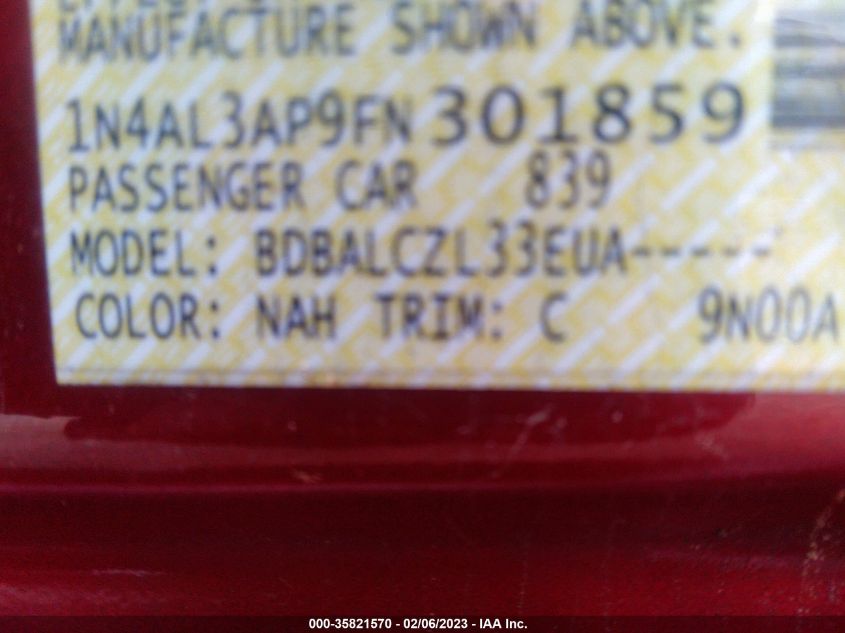 MANUFACTURE SHOWN ABOVE.
1N4AL3AP9FN301859
PASSENGER CAR 839
MODEL: BDBALCZL33EUA-----
COLOR: NAH TRIM: C 9N00A
000-35821570 - 02/06/2023 - IAA Inc.